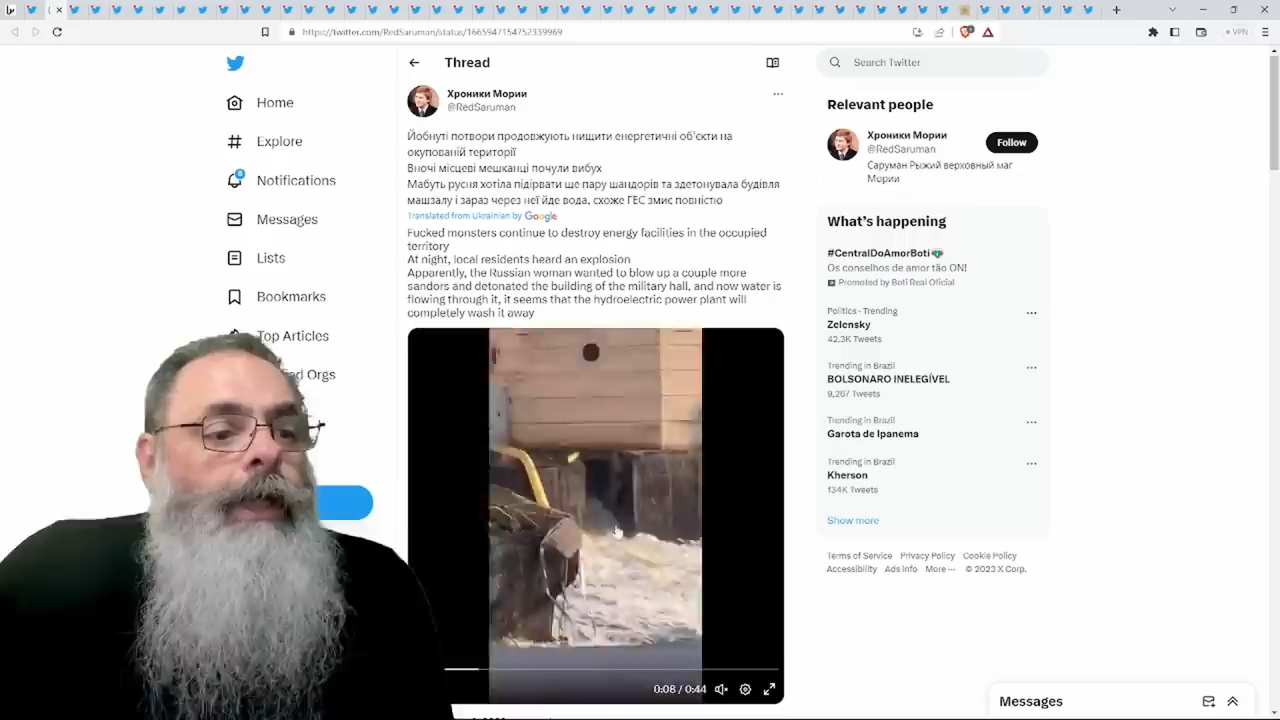 https://twitter.com/RedSaruman/status/1665947154752339969
VPN
Home
Explore
8
Notifications
Messages
Lists
Bookmarks
Top Articles
Orgs
Thread
Хроники Мории
@RedSaruman
Йобнуті потвори продовжують нищити енергетичні об'єкти на
окупованій території
Вночі місцеві мешканці почули вибух
Мабуть русня хотіла підірвати ще пару шандорів та здетонувала будівля
машзалу і зараз через неї йде вода, схоже ГЕС змиє повністю
Translated from Ukrainian by Google
Fucked monsters continue to destroy energy facilities in the occupied
territory
At night, local residents heard an explosion
Apparently, the Russian woman wanted to blow up a couple more
sandors and detonated the building of the military hall, and now water is
flowing through it, it seems that the hydroelectric power plant will
completely wash it away
0:08 / 0:44
Search Twitter
Relevant people
Хроники Мории
@RedSaruman
Follow
Саруман Рыжий верховный маг
Мории
What's happening
#CentralDoAmorBoti
Os conselhos de amor tão ON!
Promoted by Boti Real Oficial
Politics · Trending
Zelensky
42.3K Tweets
Trending in Brazil
BOLSONARO INELEGÍVEL
9,267 Tweets
Trending in Brazil
Garota de Ipanema
Trending in Brazil
Kherson
134K Tweets
Show more
Terms of Service Privacy Policy Cookie Policy
Accessibility Ads info More ··· © 2023 X Corp.
Messages